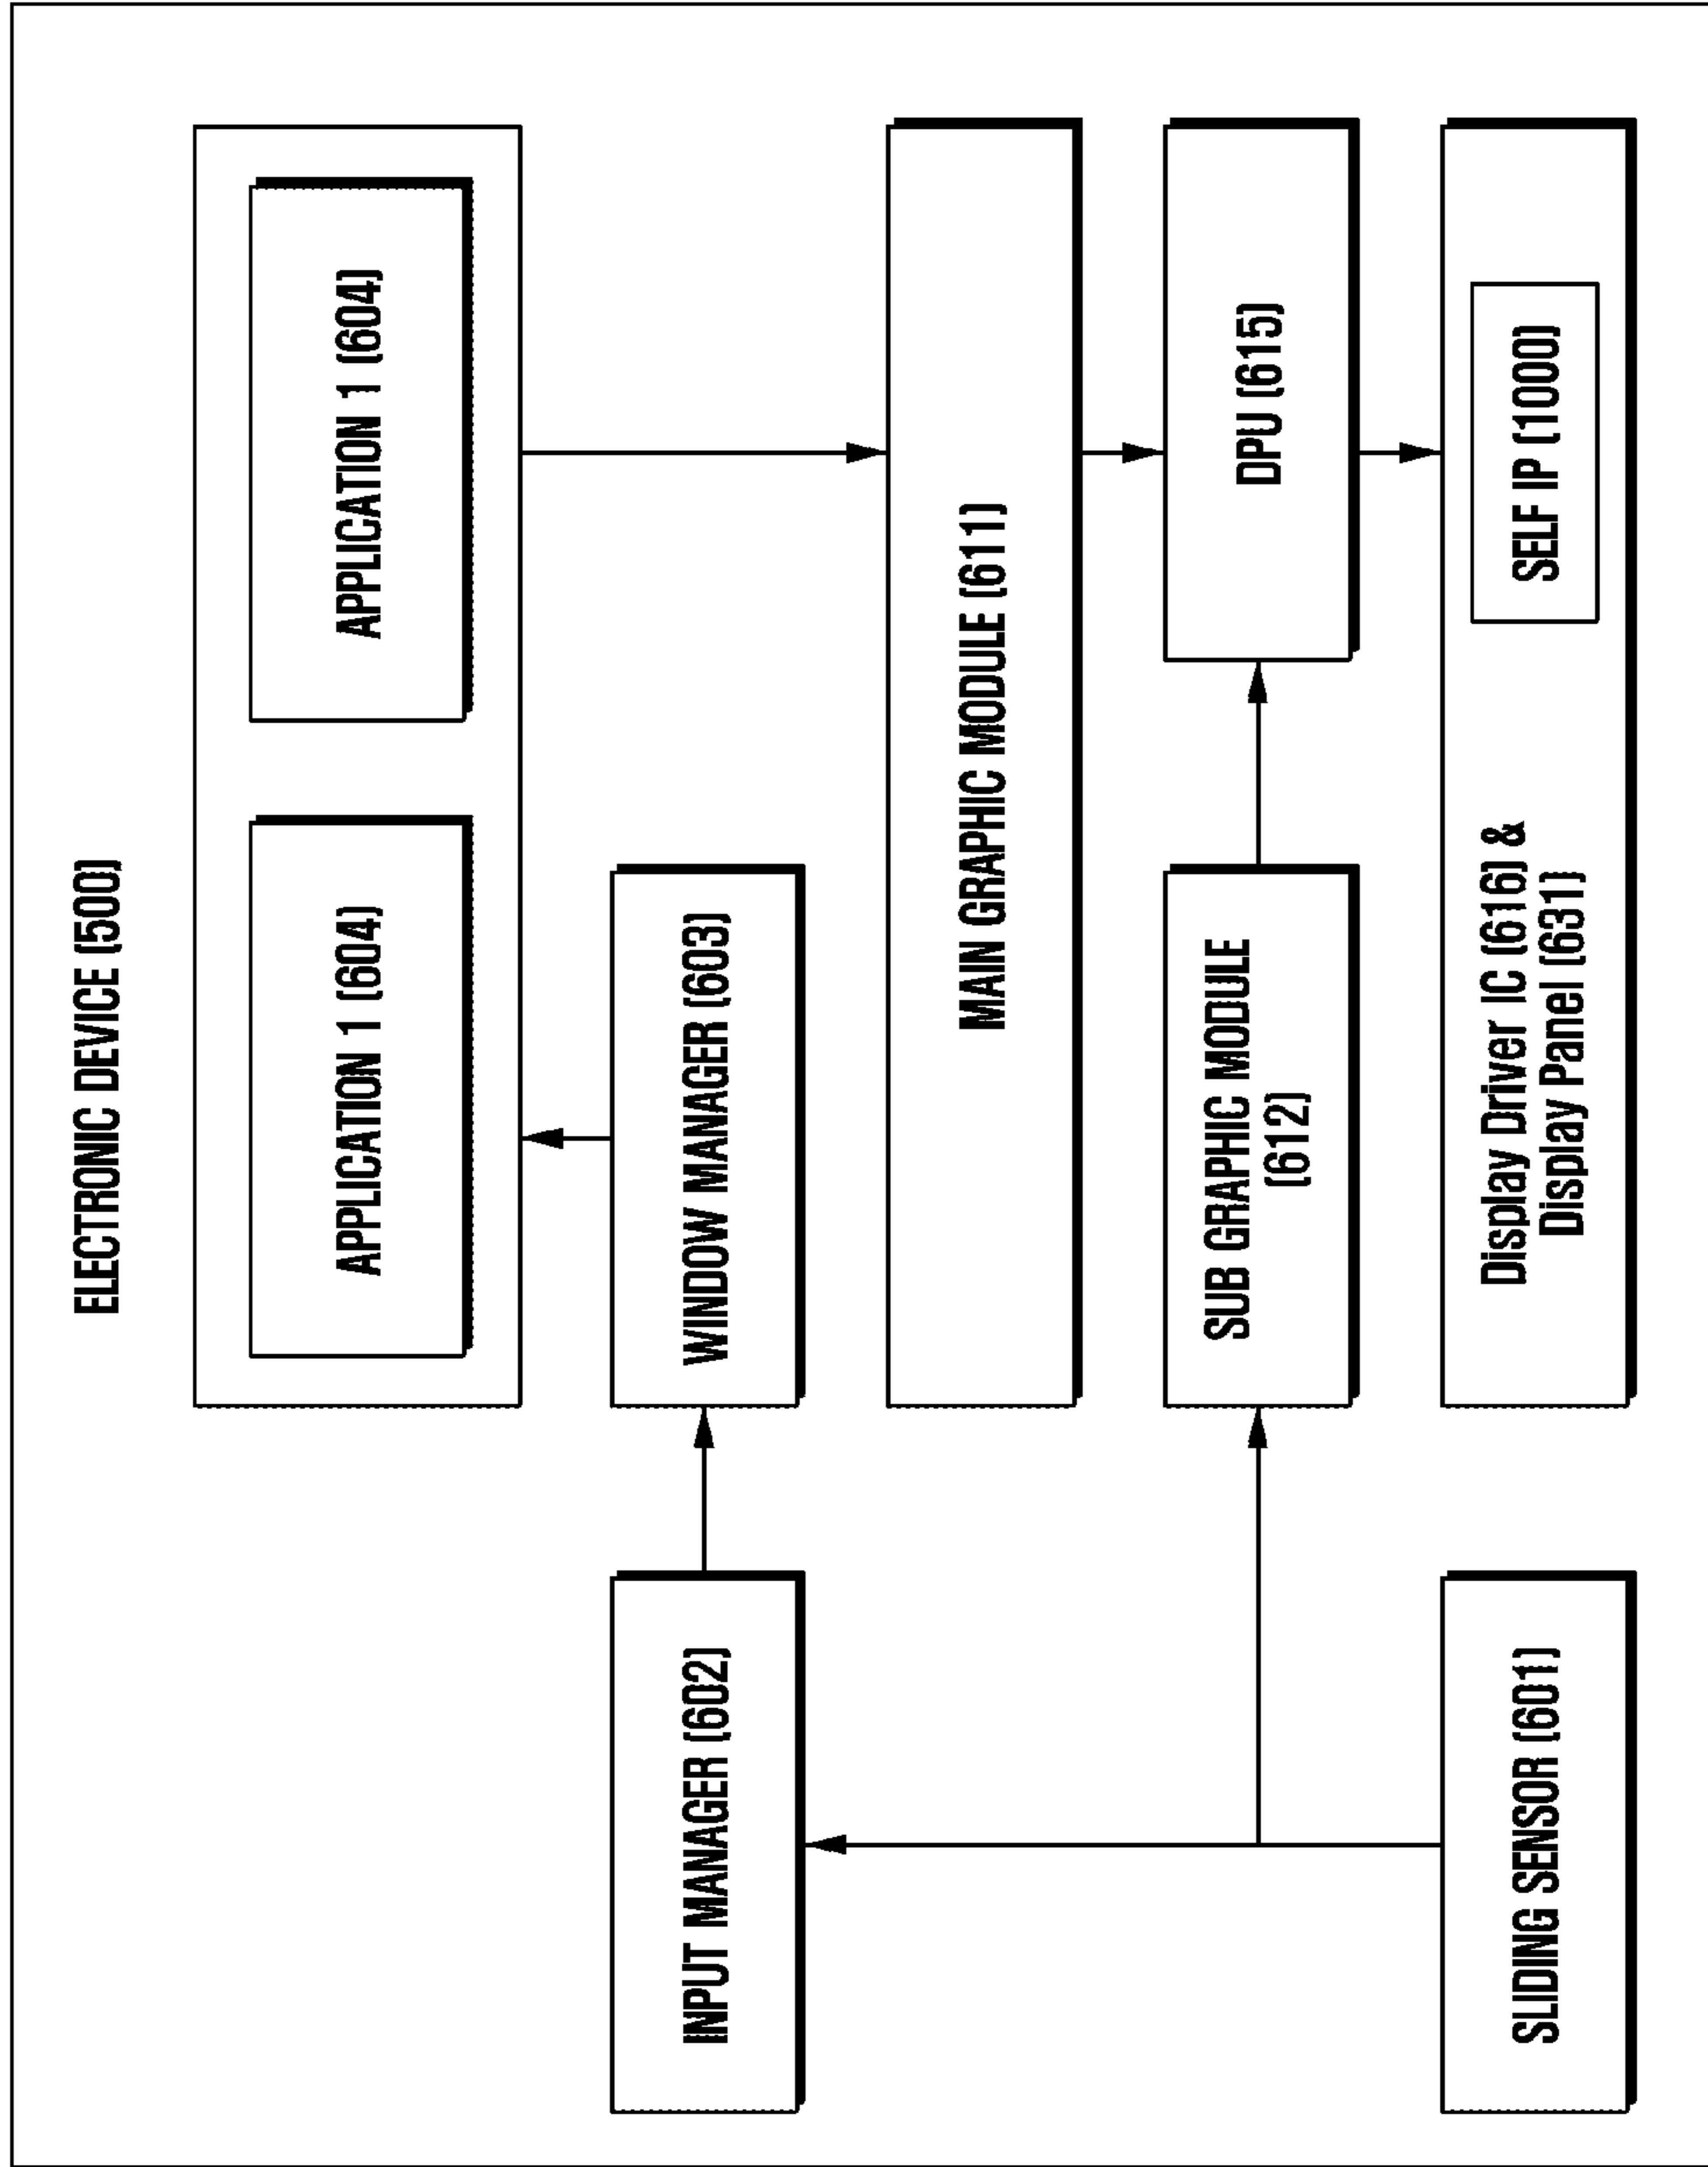 ELECTRONIC DEVICE (500)
APPLICATION 1 (604)
APPLICATION 1 (604)
INPUT MANAGER (602)
WINDOW MANAGER (603)
MAIN GRAPHIC MODULE (611)
SUB GRAPHIC MODULE
(612)
DPU (615)
SLIDING SENSOR (601)
Display Driver IC (616) &
Display Panel (631)
SELF IP (1000)